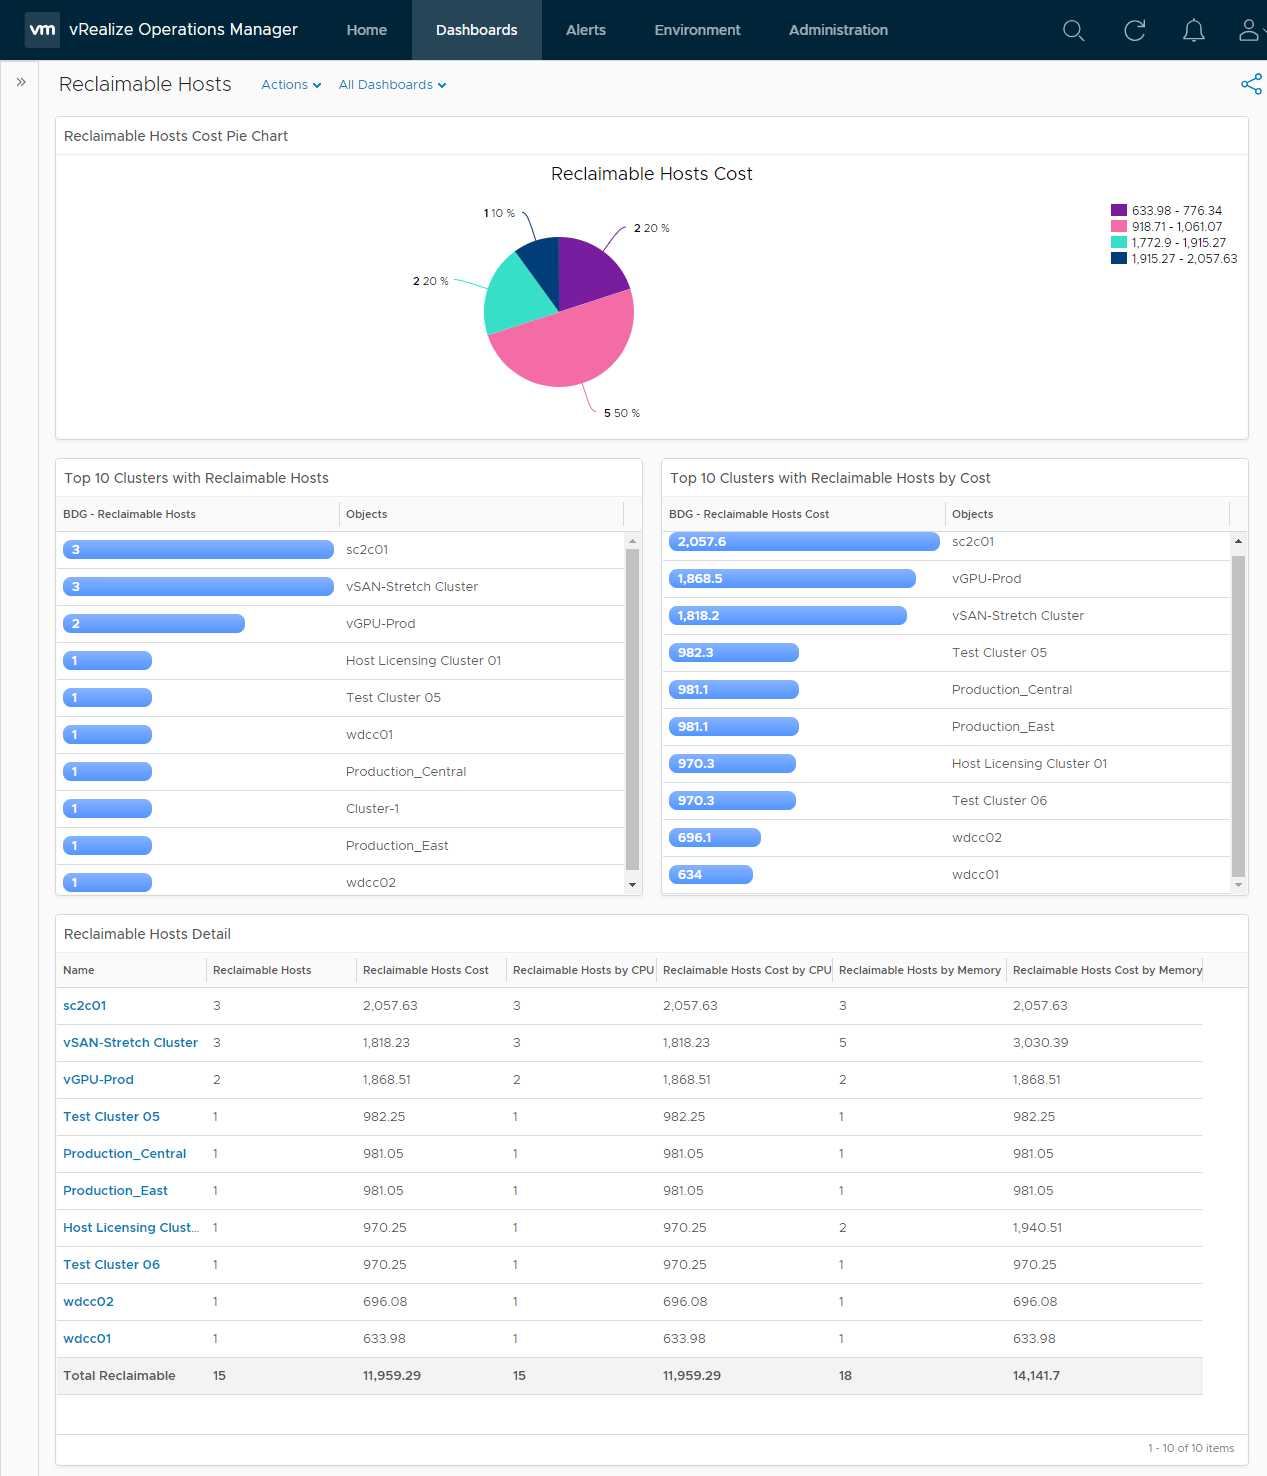 vm vRealize Operations Manager Home Dashboards Alerts Environment Administration
Reclaimable Hosts Actions All Dashboards
Reclaimable Hosts Cost Pie Chart
Reclaimable Hosts Cost
1 10 %
2 20 %
2 20 %
5 50 %
633.98 - 776.34
918.71 - 1,061.07
1,772.9 - 1,915.27
1,915.27 - 2,057.63
Top 10 Clusters with Reclaimable Hosts
BDG - Reclaimable Hosts Objects
3 sc2c01
3 vSAN-Stretch Cluster
2 vGPU-Prod
1 Host Licensing Cluster 01
1 Test Cluster 05
1 wdcc01
1 Production_Central
1 Cluster-1
1 Production_East
1 wdcc02
Top 10 Clusters with Reclaimable Hosts by Cost
BDG - Reclaimable Hosts Cost Objects
2,057.6 sc2c01
1,868.5 vGPU-Prod
1,818.2 vSAN-Stretch Cluster
982.3 Test Cluster 05
981.1 Production_Central
981.1 Production_East
970.3 Host Licensing Cluster 01
970.3 Test Cluster 06
696.1 wdcc02
634 wdcc01
Reclaimable Hosts Detail
Name Reclaimable Hosts Reclaimable Hosts Cost Reclaimable Hosts by CPU Reclaimable Hosts Cost by CPU Reclaimable Hosts by Memory Reclaimable Hosts Cost by Memory
sc2c01 3 2,057.63 3 2,057.63 3 2,057.63
vSAN-Stretch Cluster 3 1,818.23 3 1,818.23 5 3,030.39
vGPU-Prod 2 1,868.51 2 1,868.51 2 1,868.51
Test Cluster 05 1 982.25 1 982.25 1 982.25
Production_Central 1 981.05 1 981.05 1 981.05
Production_East 1 981.05 1 981.05 1 981.05
Host Licensing Clust... 1 970.25 1 970.25 2 1,940.51
Test Cluster 06 1 970.25 1 970.25 1 970.25
wdcc02 1 696.08 1 696.08 1 696.08
wdcc01 1 633.98 1 633.98 1 633.98
Total Reclaimable 15 11,959.29 15 11,959.29 18 14,141.7
1 - 10 of 10 items